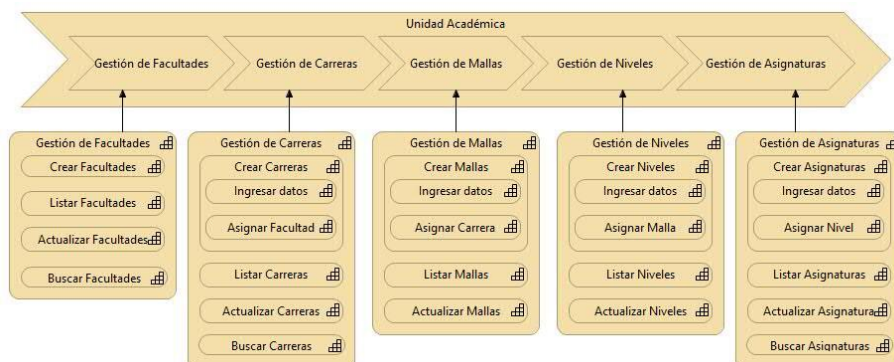 Unidad Académica
Gestión de Facultades
Gestión de Carreras
Gestión de Mallas
Gestión de Niveles
Gestión de Asignaturas
Gestión de Facultades
Crear Facultades
Listar Facultades
Actualizar Facultades
Buscar Facultades
Gestión de Carreras
Crear Carreras
Ingresar datos
Asignar Facultad
Listar Carreras
Actualizar Carreras
Buscar Carreras
Gestión de Mallas
Crear Mallas
Ingresar datos
Asignar Carrera
Listar Mallas
Actualizar Mallas
Gestión de Niveles
Crear Niveles
Ingresar datos
Asignar Malla
Listar Niveles
Actualizar Niveles
Gestión de Asignaturas
Crear Asignaturas
Ingresar datos
Asignar Nivel
Listar Asignaturas
Actualizar Asignatura
Buscar Asignaturas